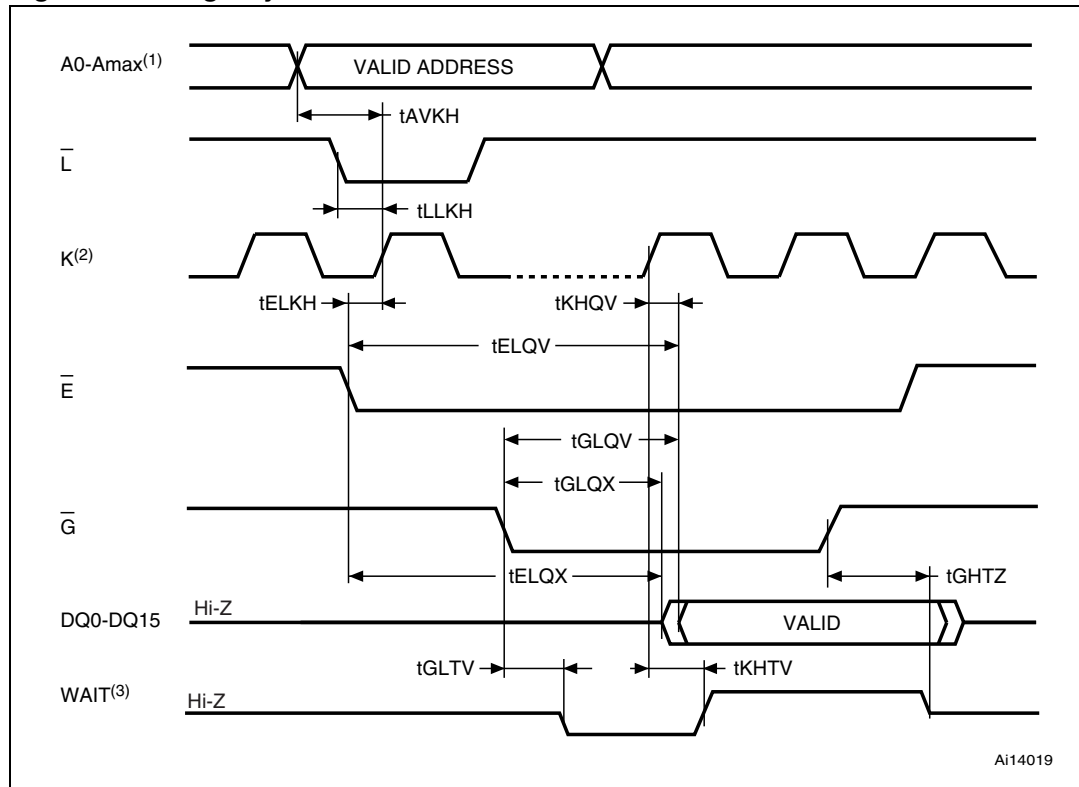 A0-Amax(1)
VALID ADDRESS
tAVKH
L
tLLKH
K(2)
tELKH
tKHQV
tELQV
E
tGLQV
tGLQX
G
tELQX
tGHTZ
DQ0-DQ15
Hi-Z
VALID
tGLTV
tKHTV
WAIT(3)
Hi-Z
Ai14019